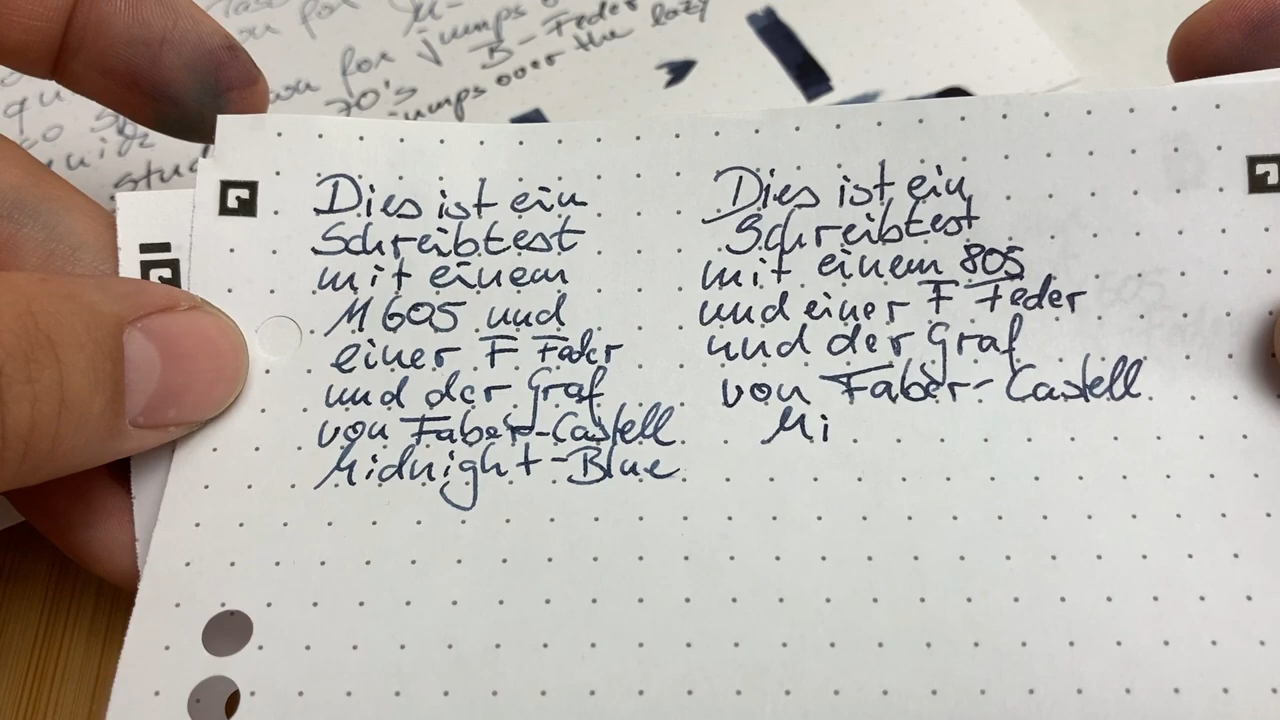 fox jumps
B-Feder
70's
jumps over the lazy
Dies ist ein
Schreibtest
mit einem
M605 und
einer F Feder
und der Graf
von Faber-Castell
Midnight-Blue
Dies ist ein
Schreibtest
mit einem 805
und einer F Feder
und der Graf
von Faber-Castell
Mi